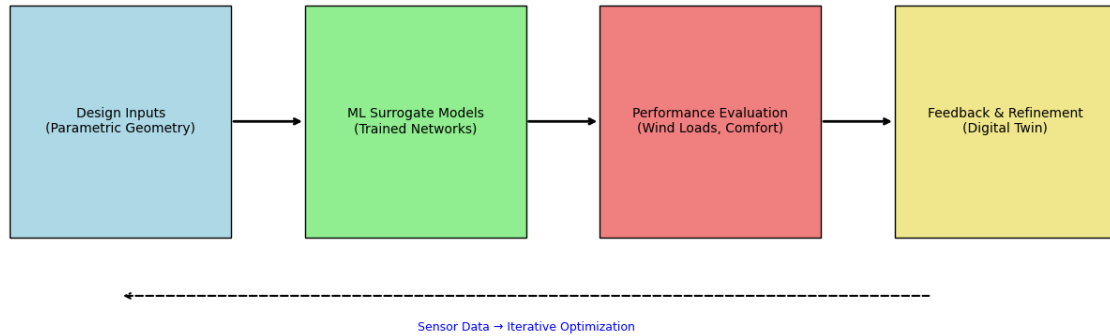 Design Inputs
(Parametric Geometry)
ML Surrogate Models
(Trained Networks)
Performance Evaluation
(Wind Loads, Comfort)
Feedback & Refinement
(Digital Twin)
Sensor Data → Iterative Optimization